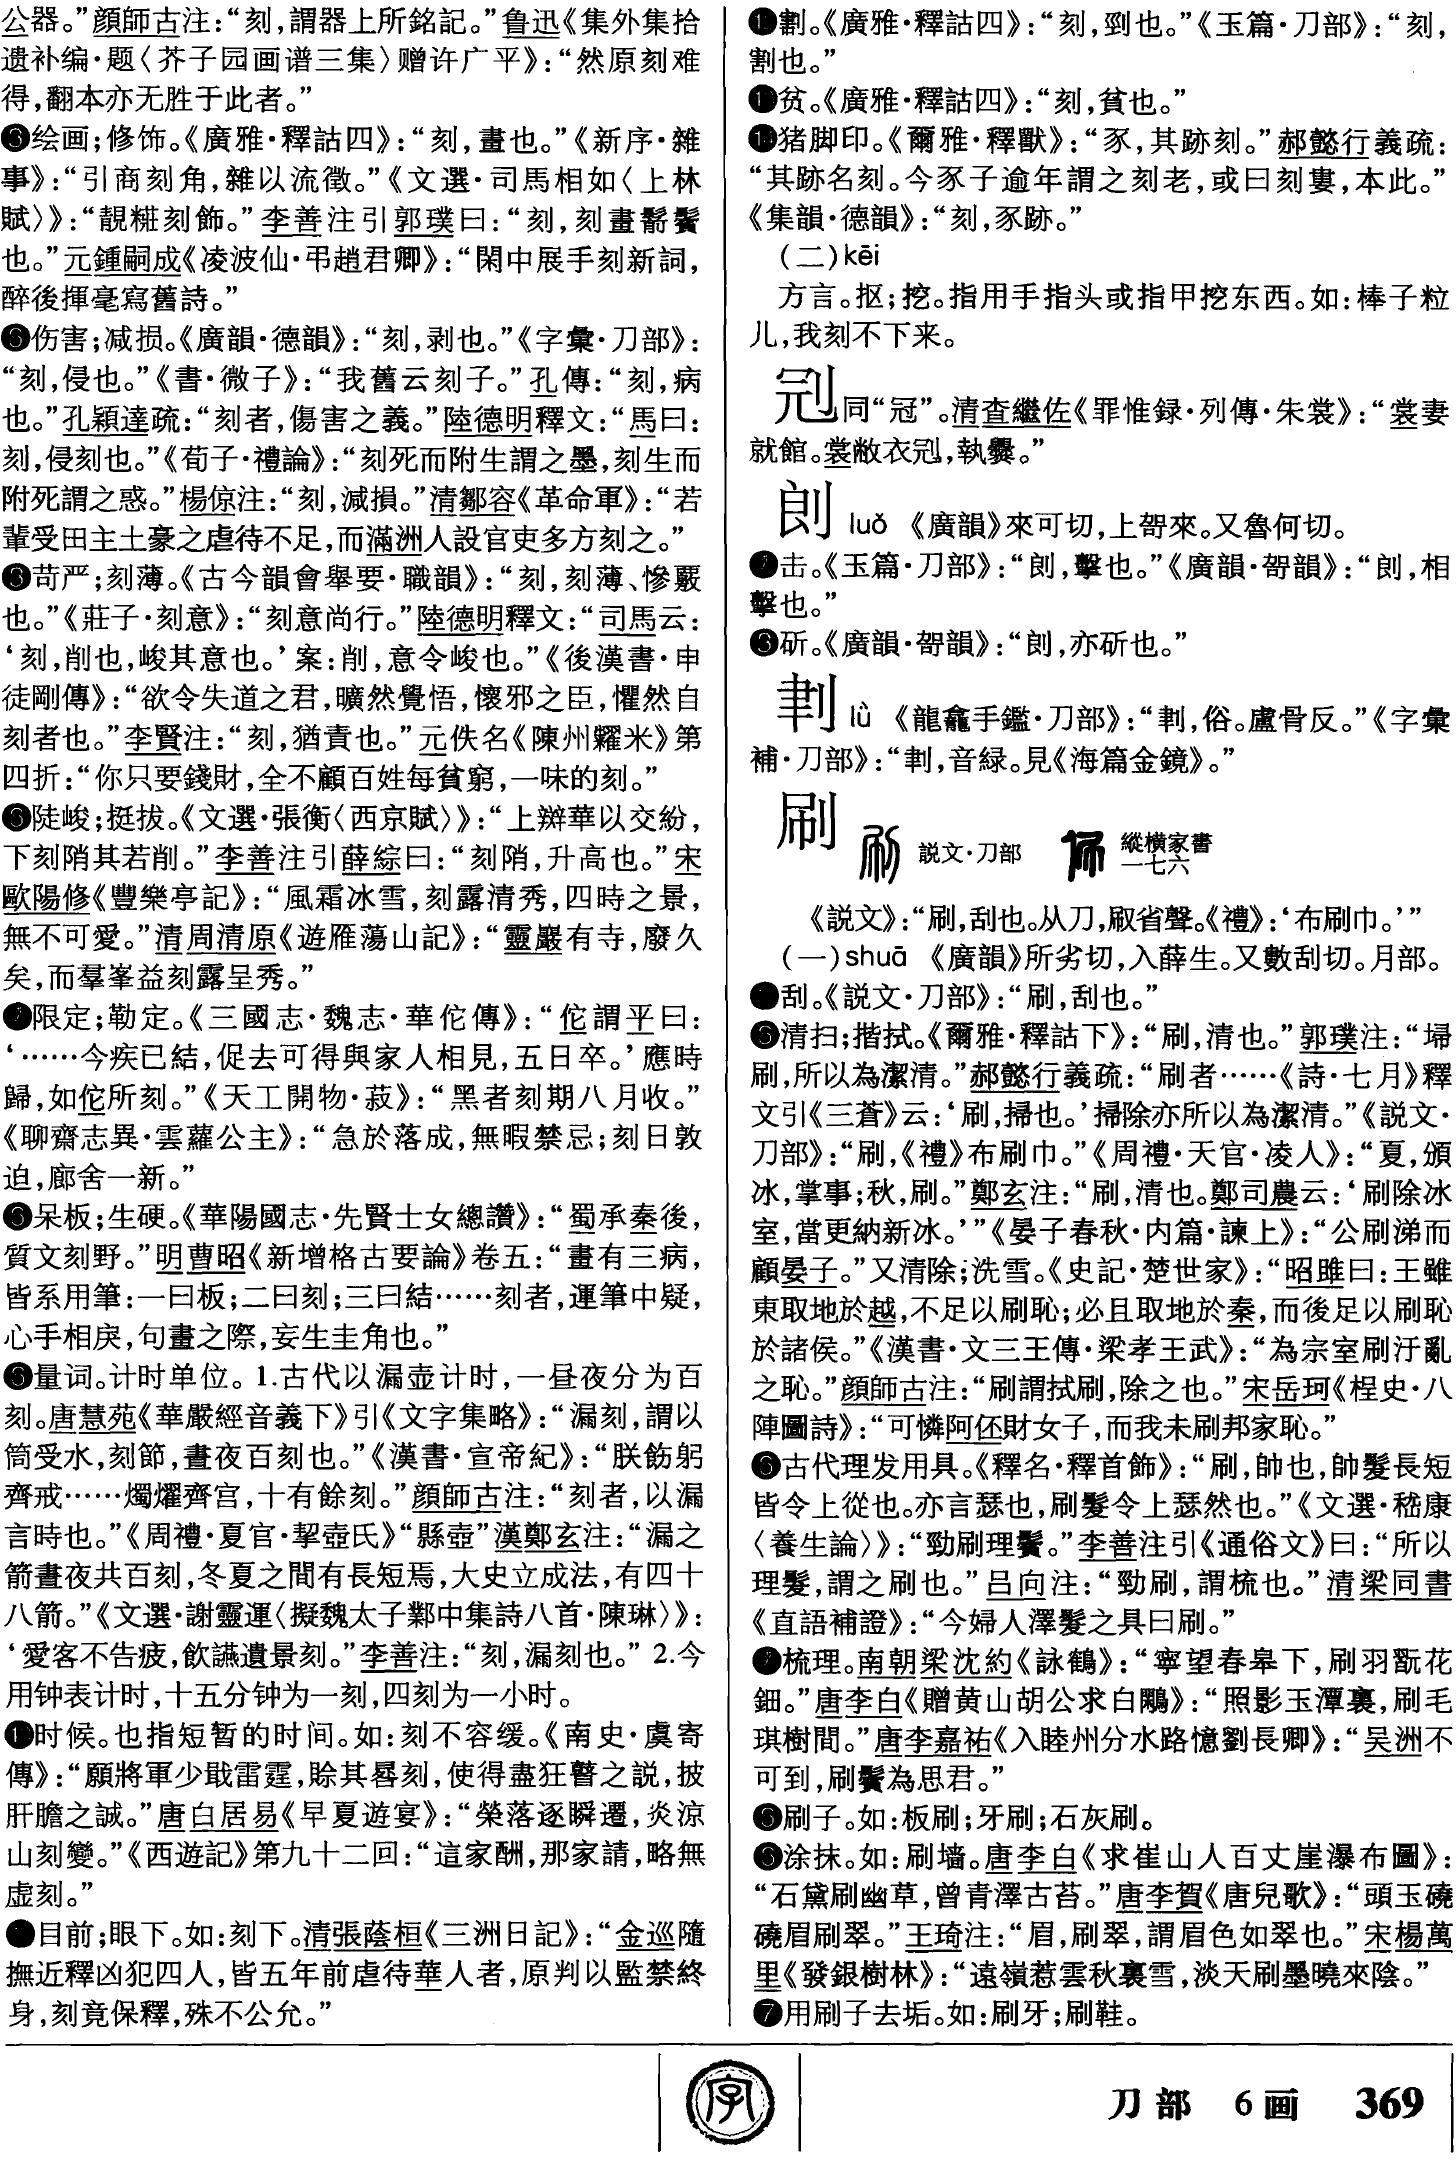 公器。”顔師古注：“刻，謂器上所銘記。”鲁迅《集外集拾
遗补编·题〈芥子园画谱三集〉赠许广平》：“然原刻难
得，翻本亦无胜于此者。”
绘画；修饰。《廣雅·釋詁四》：“刻，畫也。”《新序·雜
事》：“引商刻角，雜以流徵。”《文選·司馬相如〈上林
賦〉》：“靚糚刻飾。”李善注引郭璞曰：“刻，刻畫鬋鬢
也。”元鍾嗣成《凌波仙·弔趙君卿》：“閑中展手刻新詞，
醉後揮毫寫舊詩。”
伤害；减损。《廣韻·德韻》：“刻，剥也。”《字彙·刀部》：
“刻，侵也。”《書·微子》：“我舊云刻子。”孔傳：“刻，病
也。”孔穎達疏：“刻者，傷害之義。”陸德明釋文：“馬曰：
刻，侵刻也。”《荀子·禮論》：“刻死而附生謂之墨，刻生而
附死謂之惑。”楊倞注：“刻，減損。”清鄒容《革命軍》：“若
輩受田主土豪之虐待不足，而滿洲人設官吏多方刻之。”
苛严；刻薄。《古今韻會舉要·職韻》：“刻，刻薄、慘覈
也。”《莊子·刻意》：“刻意尚行。”陸德明釋文：“司馬云：
‘刻，削也，峻其意也。’案：削，意令峻也。”《後漢書·申
徒剛傳》：“欲令失道之君，曠然覺悟，懷邪之臣，懼然自
刻者也。”李賢注：“刻，猶責也。”元佚名《陳州糶米》第
四折：“你只要錢財，全不顧百姓每貧窮，一味的刻。”
陡峻；挺拔。《文選·張衡〈西京賦〉》：“上辬華以交紛，
下刻陗其若削。”李善注引薛綜曰：“刻陗，升高也。”宋
歐陽修《豐樂亭記》：“風霜冰雪，刻露清秀，四時之景，
無不可愛。”清周清原《遊雁蕩山記》：“靈巖有寺，廢久
矣，而羣峯益刻露呈秀。”
限定；勒定。《三國志·魏志·華佗傳》：“佗謂平曰：
‘……今疾已結，促去可得與家人相見，五日卒。’應時
歸，如佗所刻。”《天工開物·菽》：“黑者刻期八月收。”
《聊齋志異·雲蘿公主》：“急於落成，無暇禁忌；刻日敦
迫，廊舍一新。”
呆板；生硬。《華陽國志·先賢士女總讚》：“蜀承秦後，
質文刻野。”明曹昭《新增格古要論》卷五：“畫有三病，
皆系用筆：一曰板；二曰刻；三曰結……刻者，運筆中疑，
心手相戾，句畫之際，妄生圭角也。”
量词。计时单位。1.古代以漏壶计时，一昼夜分为百
刻。唐慧苑《華嚴經音義下》引《文字集略》：“漏刻，謂以
筒受水，刻節，晝夜百刻也。”《漢書·宣帝紀》：“朕飭躬
齊戒……燭燿齊宫，十有餘刻。”顔師古注：“刻者，以漏
言時也。”《周禮·夏官·挈壺氏》“縣壺”漢鄭玄注：“漏之
箭晝夜共百刻，冬夏之間有長短焉，大史立成法，有四十
八箭。”《文選·謝靈運〈擬魏太子鄴中集詩八首·陳琳〉》：
‘愛客不告疲，飲讌遺景刻。”李善注：“刻，漏刻也。”2.今
用钟表计时，十五分钟为一刻，四刻为一小时。
❶时候。也指短暂的时间。如：刻不容缓。《南史·虞寄
傳》：“願將軍少戢雷霆，賒其晷刻，使得盡狂瞽之説，披
肝膽之誠。”唐白居易《早夏遊宴》：“榮落逐瞬遷，炎涼
山刻變。”《西遊記》第九十二回：“這家酬，那家請，略無
虚刻。”
目前；眼下。如：刻下。清張蔭桓《三洲日記》：“金巡隨
撫近釋凶犯四人，皆五年前虐待華人者，原判以監禁終
身，刻竟保釋，殊不公允。”
❶割。《廣雅·釋詁四》：“刻，剄也。”《玉篇·刀部》：“刻，
割也。”
❶贫。《廣雅·釋詁四》：“刻，貧也。”
猪脚印。《爾雅·釋獸》：“豕，其跡刻。”郝懿行義疏：
“其跡名刻。今豕子逾年謂之刻老，或曰刻婁，本此。”
《集韻·德韻》：“刻，豕跡。”
（二）kēi
方言。抠；挖。指用手指头或指甲挖东西。如：棒子粒
儿，我刻不下来。
同“冠”。清查繼佐《罪惟録·列傳·朱裳》：“裳妻
就館。裳敝衣，執爨。”
luǒ 《廣韻》來可切，上哿來。又魯何切。
❷击。《玉篇·刀部》：“，擊也。”《廣韻·哿韻》：“，相
擊也。”
❸斫。《廣韻·哿韻》：“，亦斫也。”
lǜ 《龍龕手鑑·刀部》：“，俗。盧骨反。”《字彙
補·刀部》：“，音緑。見《海篇金鏡》。”
刷 説文·刀部 縱横家書一七六
《説文》：“刷，刮也。从刀，㕞省聲。《禮》：‘布刷巾。’”
（一）shuā 《廣韻》所劣切，入薛生。又數刮切。月部。
刮。《説文·刀部》：“刷，刮也。”
清扫；揩拭。《爾雅·釋詁下》：“刷，清也。”郭璞注：“埽
刷，所以為潔清。”郝懿行義疏：“刷者……《詩·七月》釋
文引《三蒼》云：‘刷，掃也。’掃除亦所以為潔清。”《説文·
刀部》：“刷，《禮》布刷巾。”《周禮·天官·凌人》：“夏，頒
冰，掌事；秋，刷。”鄭玄注：“刷，清也。鄭司農云：‘刷除冰
室，當更納新冰。’”《晏子春秋·内篇·諫上》：“公刷涕而
顧晏子。”又清除；洗雪。《史記·楚世家》：“昭雎曰：王雖
東取地於越，不足以刷恥；必且取地於秦，而後足以刷恥
於諸侯。”《漢書·文三王傳·梁孝王武》：“為宗室刷汙亂
之恥。”顔師古注：“刷謂拭刷，除之也。”宋岳珂《桯史·八
陣圖詩》：“可憐阿伾財女子，而我未刷邦家恥。”
古代理发用具。《釋名·釋首飾》：“刷，帥也，帥髮長短
皆令上從也。亦言瑟也，刷髮令上瑟然也。”《文選·嵇康
〈養生論〉》：“勁刷理鬢。”李善注引《通俗文》曰：“所以
理髮，謂之刷也。”吕向注：“勁刷，謂梳也。”清梁同書
《直語補證》：“今婦人澤髮之具曰刷。”
梳理。南朝梁沈約《詠鶴》：“寧望春皋下，刷羽翫花
鈿。”唐李白《贈黄山胡公求白鷴》：“照影玉潭裏，刷毛
琪樹間。”唐李嘉祐《入睦州分水路憶劉長卿》：“吴洲不
可到，刷鬢為思君。”
刷子。如：板刷；牙刷；石灰刷。
涂抹。如：刷墙。唐李白《求崔山人百丈崖瀑布圖》：
“石黛刷幽草，曾青澤古苔。”唐李賀《唐兒歌》：“頭玉磽
磽眉刷翠。”王琦注：“眉，刷翠，謂眉色如翠也。”宋楊萬
里《發銀樹林》：“遠嶺惹雲秋裏雪，淡天刷墨曉來陰。”
❼用刷子去垢。如：刷牙；刷鞋。
字 刀部 6画 369